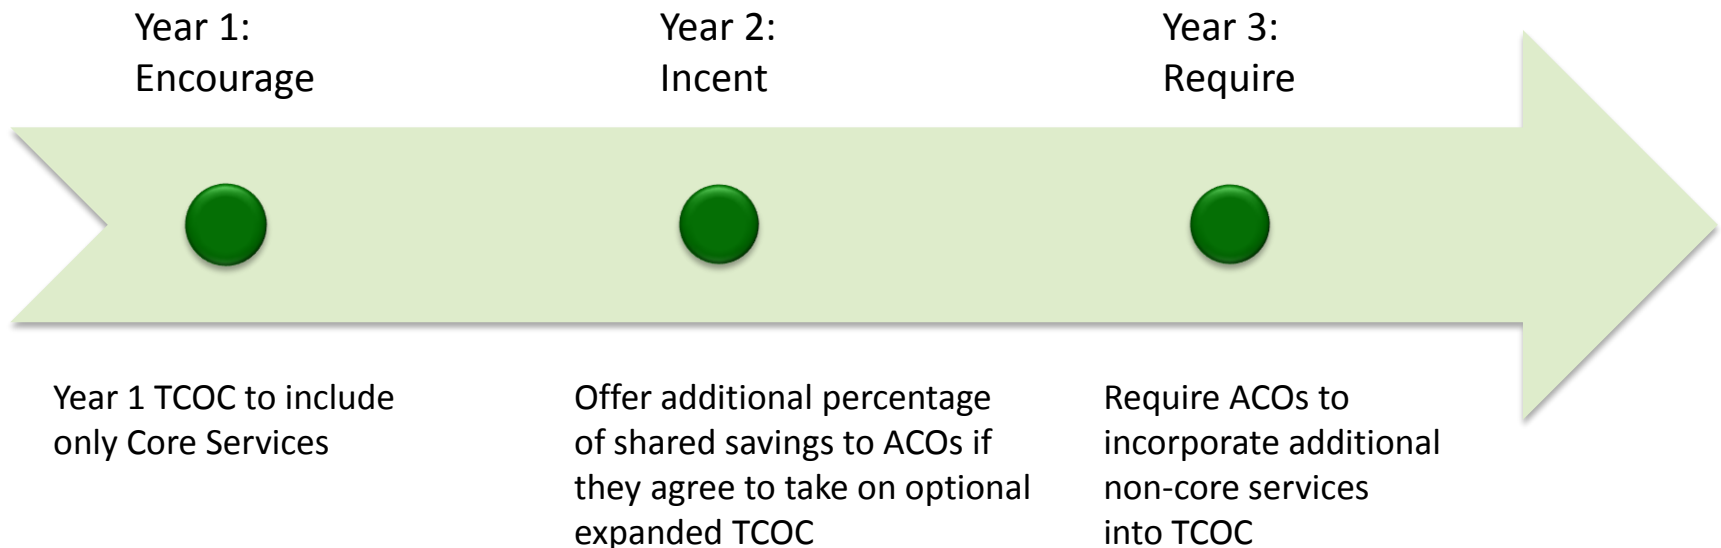 Year 1:
Encourage
Year 2:
Incent
Year 3:
Require
Year 1 TCOC to include
only Core Services
Offer additional percentage
of shared savings to ACOs if
they agree to take on optional
expanded TCOC
Require ACOs to
incorporate additional
non-core services
into TCOC